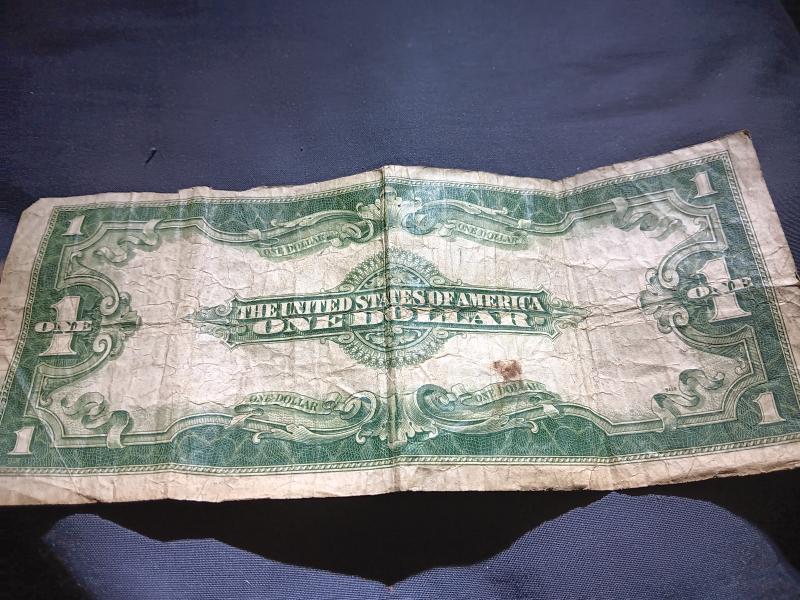 1
1
ONE DOLLAR
ONE DOLLAR
1
ONE
THE UNITED STATES OF AMERICA
ONE DOLLAR
1
ONE
ONE DOLLAR
ONE DOLLAR
1
1